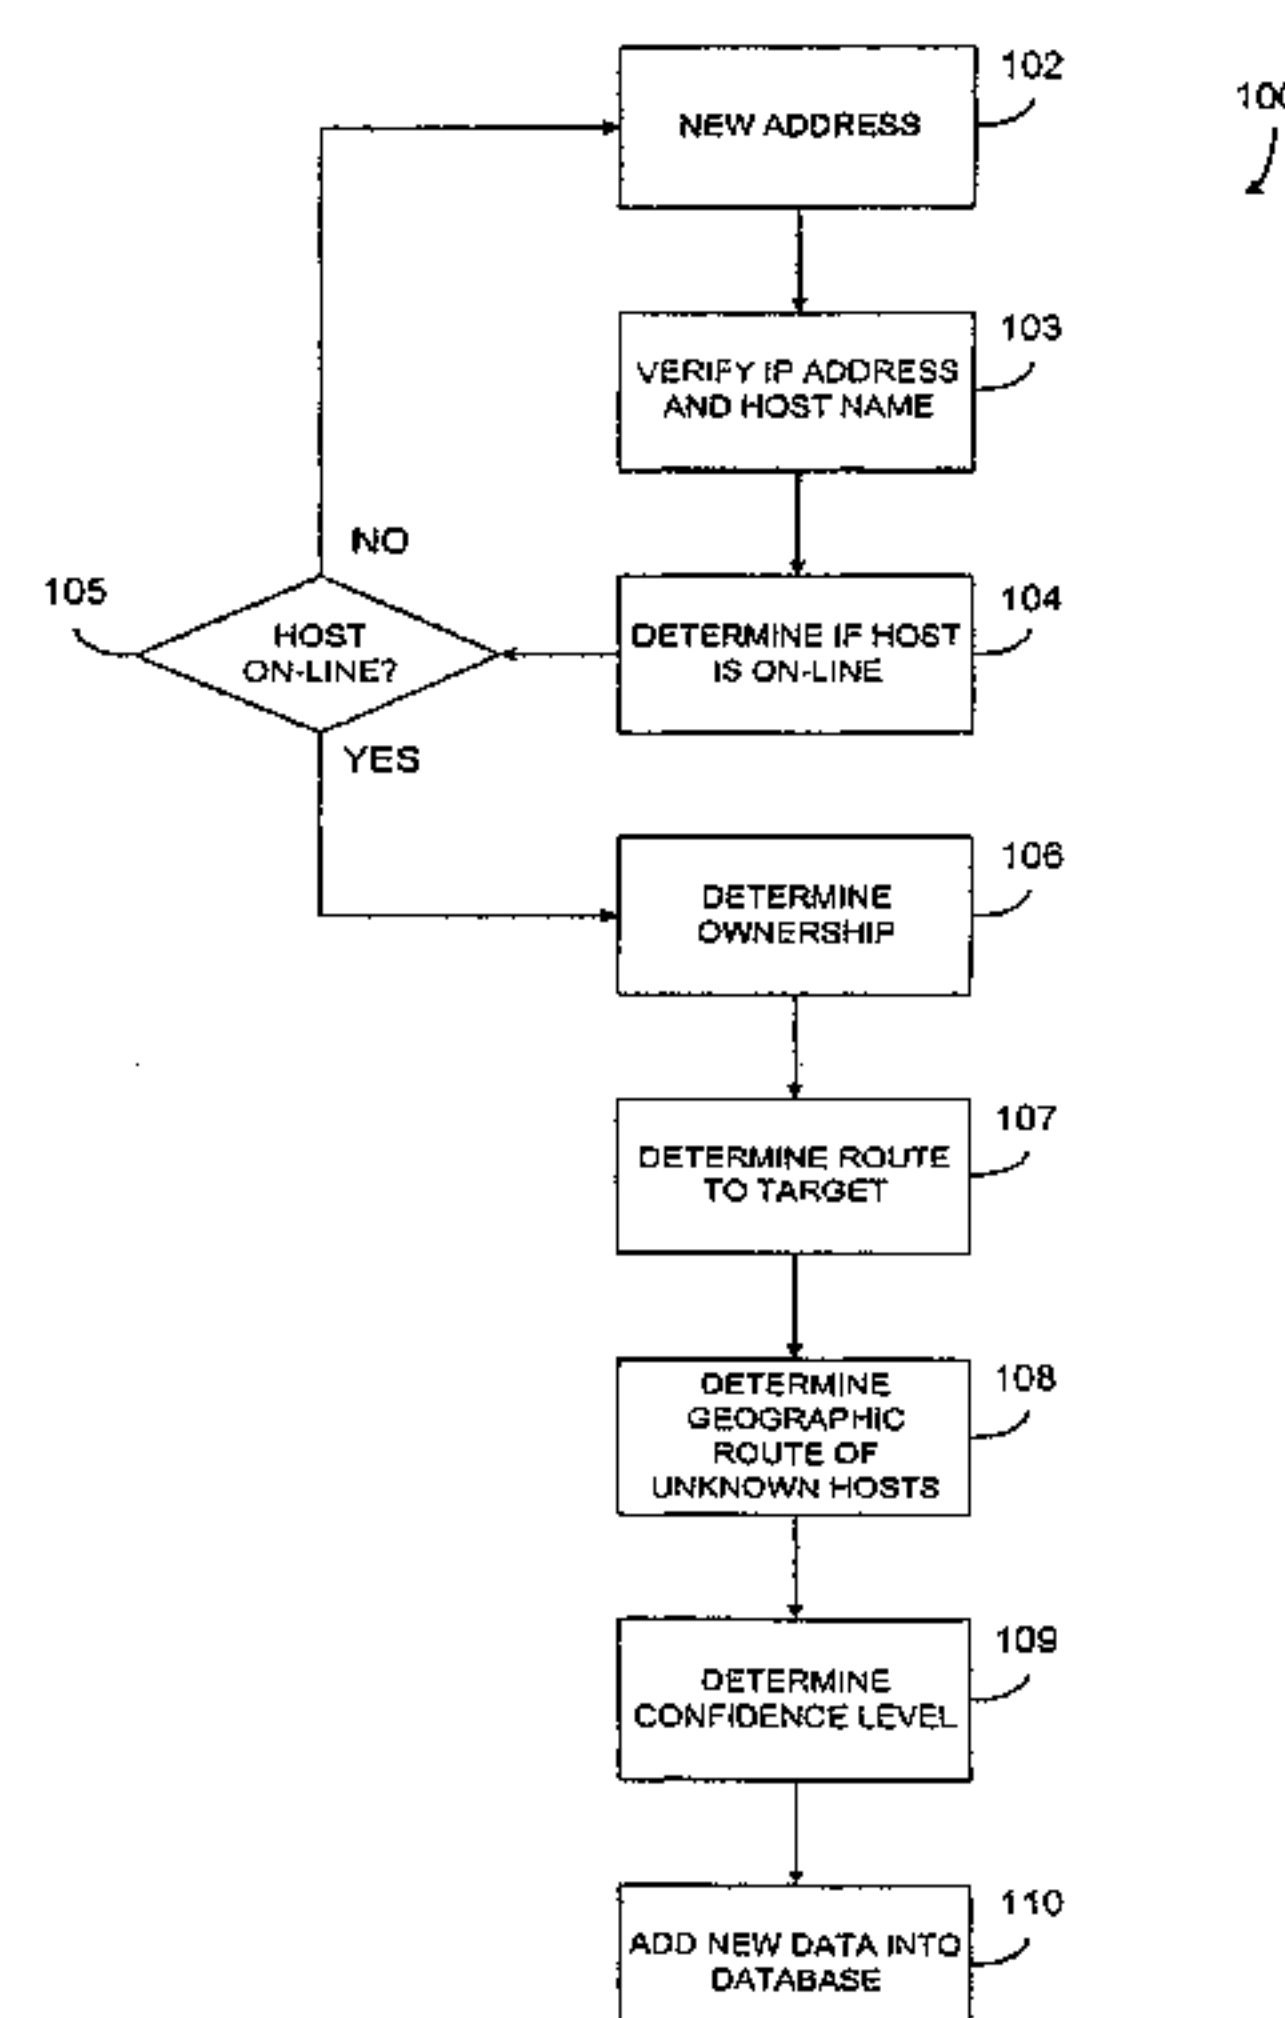 102
100
NEW ADDRESS
103
VERIFY IP ADDRESS
AND HOST NAME
NO
105
104
HOST
ON-LINE?
DETERMINE IF HOST
IS ON-LINE
YES
106
DETERMINE
OWNERSHIP
107
DETERMINE ROUTE
TO TARGET
108
DETERMINE
GEOGRAPHIC
ROUTE OF
UNKNOWN HOSTS
109
DETERMINE
CONFIDENCE LEVEL
110
ADD NEW DATA INTO
DATABASE